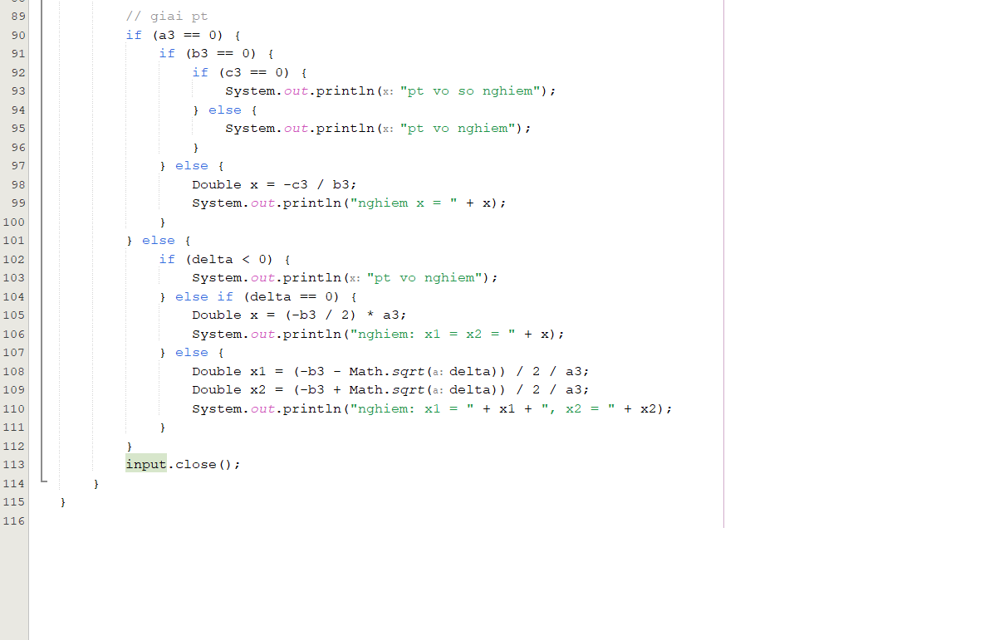 89 // giai pt
90 if (a3 == 0) {
91 if (b3 == 0) {
92 if (c3 == 0) {
93 System.out.println(x: "pt vo so nghiem");
94 } else {
95 System.out.println(x: "pt vo nghiem");
96 }
97 } else {
98 Double x = -c3 / b3;
99 System.out.println("nghiem x = " + x);
100 }
101 } else {
102 if (delta < 0) {
103 System.out.println(x: "pt vo nghiem");
104 } else if (delta == 0) {
105 Double x = (-b3 / 2) * a3;
106 System.out.println("nghiem: x1 = x2 = " + x);
107 } else {
108 Double x1 = (-b3 - Math.sqrt(a: delta)) / 2 / a3;
109 Double x2 = (-b3 + Math.sqrt(a: delta)) / 2 / a3;
110 System.out.println("nghiem: x1 = " + x1 + ", x2 = " + x2);
111 }
112 }
113 input.close();
114 }
115 }
116